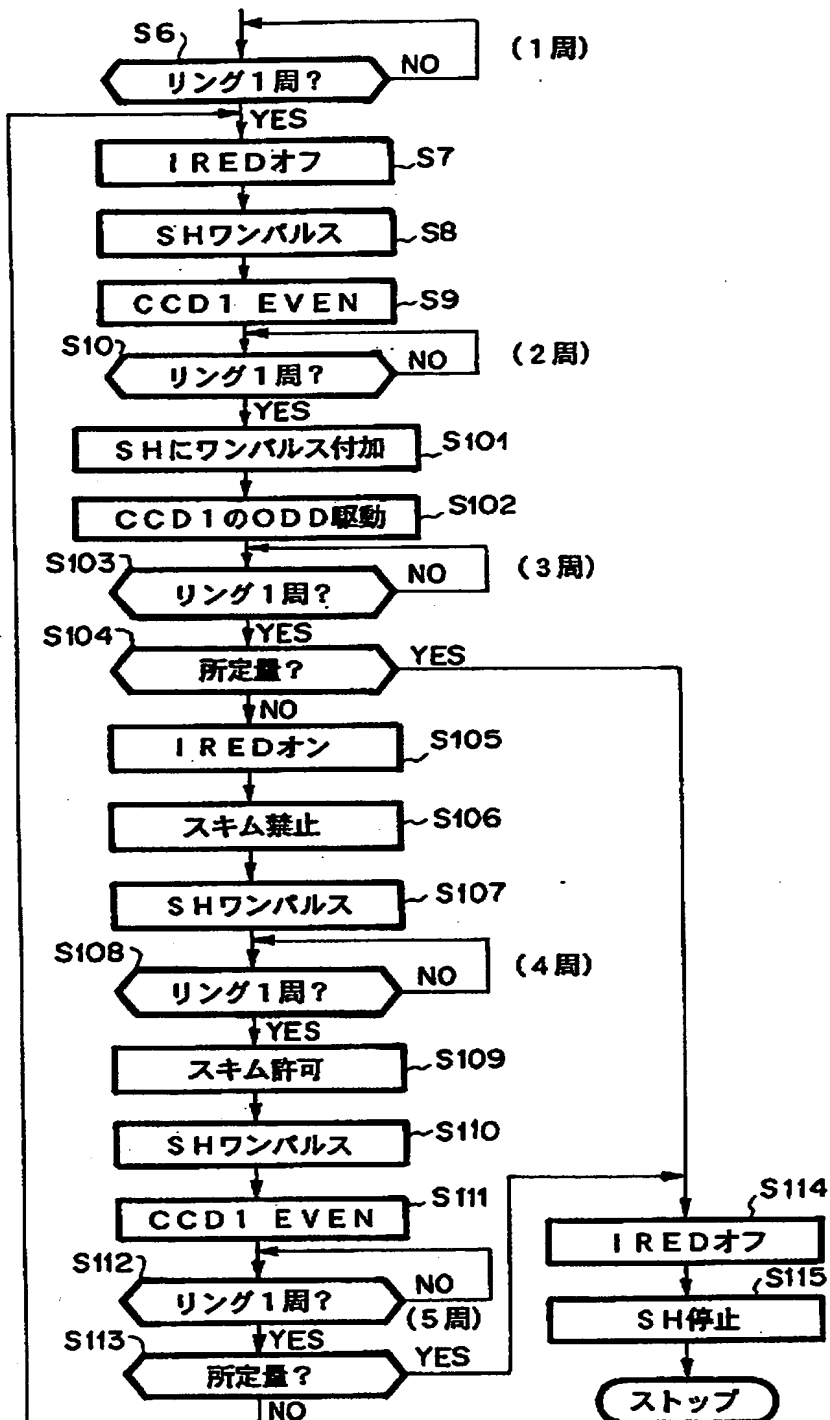 S6
リング1周?
NO
(1周)
YES
IREDオフ
S7
SHワンパルス
S8
CCD1 EVEN
S9
S10
リング1周?
NO
(2周)
YES
SHにワンパルス付加
S101
CCD1のODD駆動
S102
S103
リング1周?
NO
(3周)
YES
S104
所定量?
YES
NO
IREDオン
S105
スキム禁止
S106
SHワンパルス
S107
S108
リング1周?
NO
(4周)
YES
スキム許可
S109
SHワンパルス
S110
CCD1 EVEN
S111
S112
リング1周?
NO
(5周)
YES
S113
所定量?
YES
NO
IREDオフ
S114
SH停止
S115
ストップ